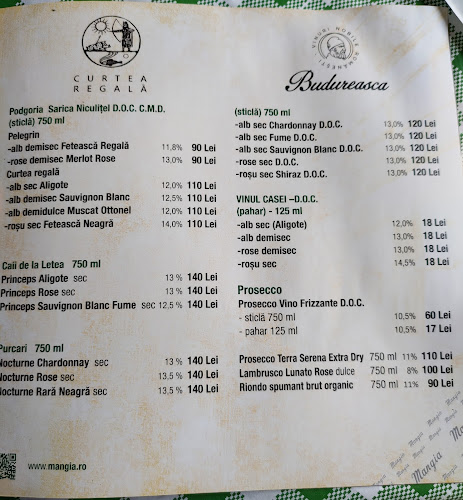 CURTEA
REGALĂ
Podgoria Sarica Niculițel D.O.C. C.M.D.
(sticlă) 750 ml
Pelegrin
-alb demisec Fetească Regală 11,8% 90 Lei
-rose demisec Merlot Rose 13,0% 90 Lei
Curtea regală
-alb sec Aligote 12,0% 110 Lei
-alb demisec Sauvignon Blanc 12,5% 110 Lei
-alb demidulce Muscat Ottonel 12,0% 110 Lei
-roșu sec Fetească Neagră 14,0% 110 Lei
Caii de la Letea 750 ml
Princeps Aligote sec 13 % 140 Lei
Princeps Rose sec 13 % 140 Lei
Princeps Sauvignon Blanc Fume sec 12,5 % 140 Lei
Purcari 750 ml
Nocturne Chardonnay sec 13 % 140 Lei
Nocturne Rose sec 13,5 % 140 Lei
Nocturne Rară Neagră sec 13,5 % 140 Lei
www.mangia.ro
VINURI NOBILE ROMÂNEȘTI
Budureasca
(sticlă) 750 ml
-alb sec Chardonnay D.O.C. 13,0% 120 Lei
-alb sec Fume D.O.C. 13,0% 120 Lei
-alb sec Sauvignon Blanc D.O.C. 13,0% 120 Lei
-rose sec D.O.C. 13,0% 120 Lei
-roșu sec Shiraz D.O.C. 13,0% 120 Lei
VINUL CASEI –D.O.C.
(pahar) - 125 ml
-alb sec (Aligote) 12,0% 18 Lei
-alb demisec 13,0% 18 Lei
-rose demisec 13,0% 18 Lei
-roșu sec 14,5% 18 Lei
Prosecco
Prosecco Vino Frizzante D.O.C.
- sticlă 750 ml 10,5% 60 Lei
- pahar 125 ml 10,5% 17 Lei
Prosecco Terra Serena Extra Dry 750 ml 11% 110 Lei
Lambrusco Lunato Rose dulce 750 ml 8% 100 Lei
Riondo spumant brut organic 750 ml 11% 90 Lei
Mangia
Mangia